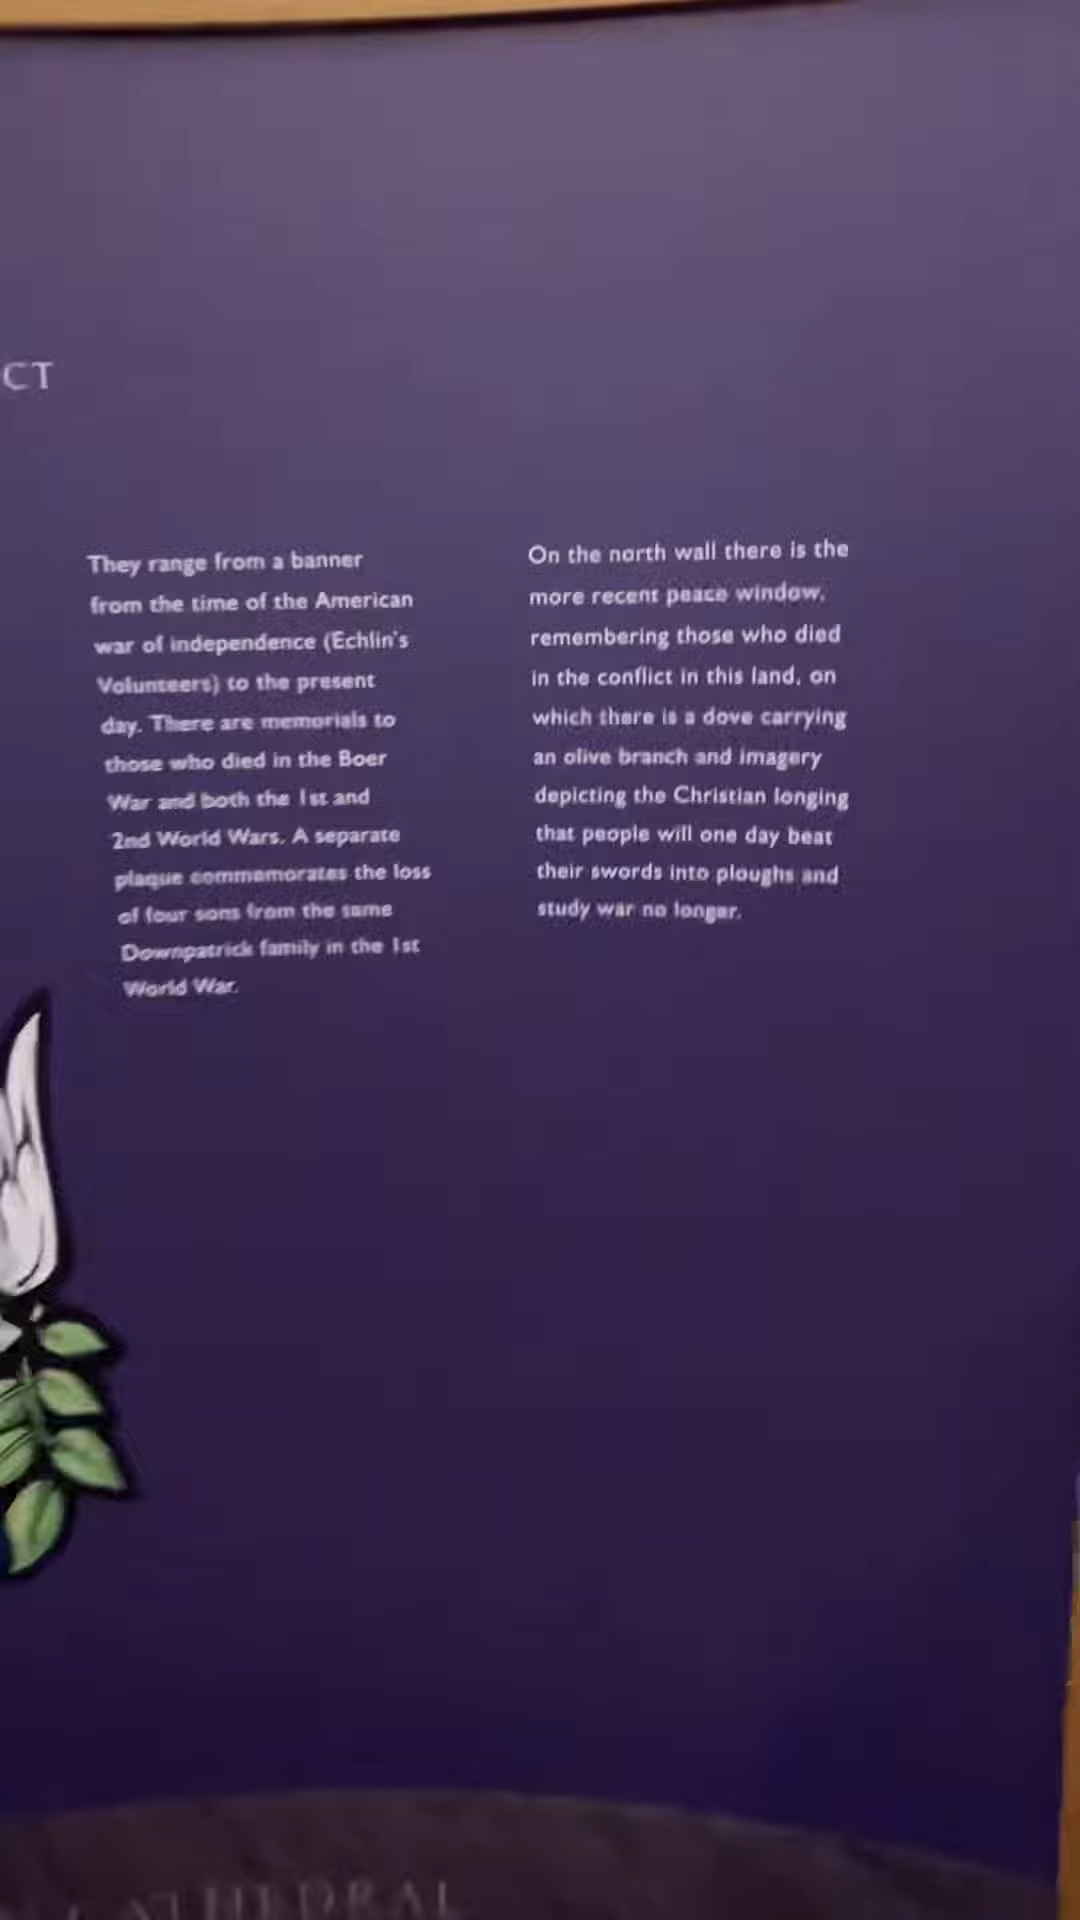 CT
They range from a banner
from the time of the American
war of independence (Echlin's
Volunteers) to the present
day. There are memorials to
those who died in the Boer
War and both the 1st and
2nd World Wars. A separate
plaque commemorates the loss
of four sons from the same
Downpatrick family in the 1st
World War.
On the north wall there is the
more recent peace window,
remembering those who died
in the conflict in this land, on
which there is a dove carrying
an olive branch and imagery
depicting the Christian longing
that people will one day beat
their swords into ploughs and
study war no longer.
CATHEDRAL